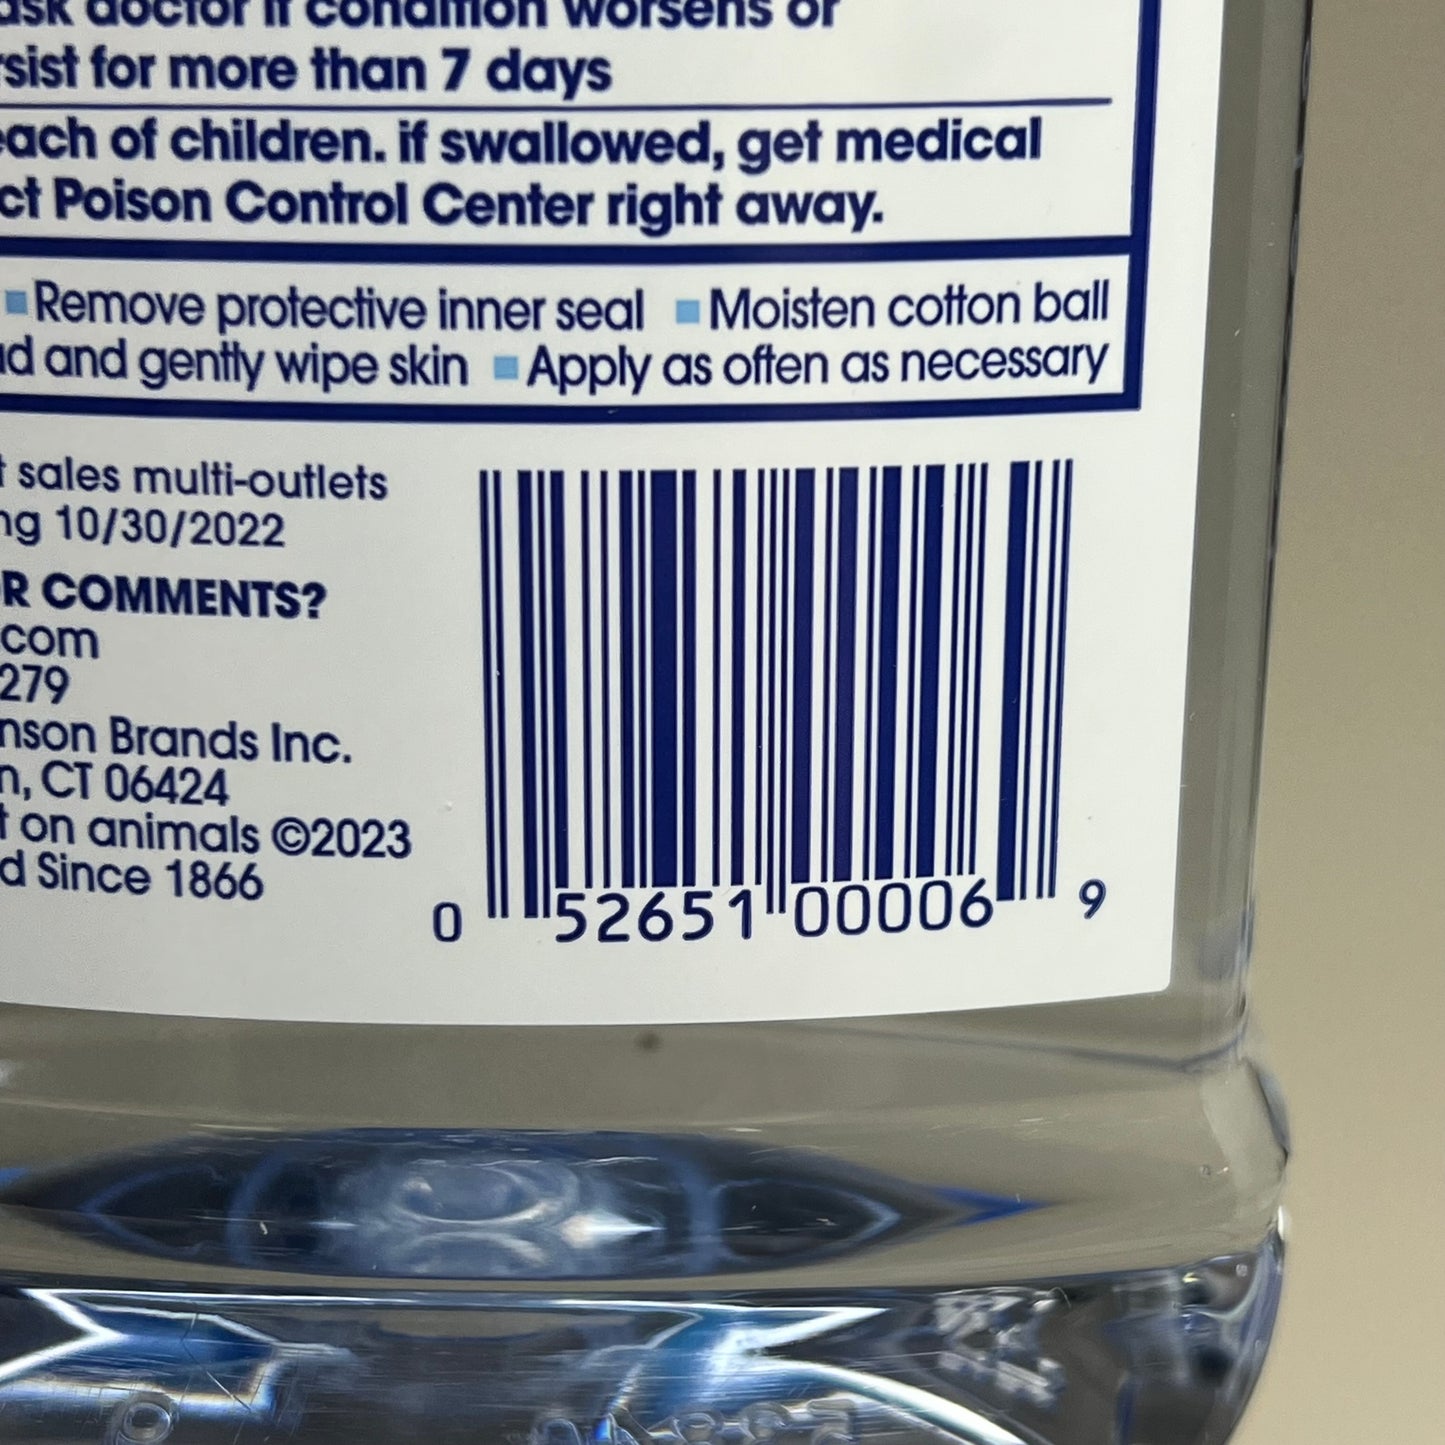 ask doctor if condition worsens or
rsist for more than 7 days
each of children. if swallowed, get medical
ct Poison Control Center right away.
Remove protective inner seal ■ Moisten cotton ball
and gently wipe skin ■ Apply as often as necessary
sales multi-outlets
ng 10/30/2022
R COMMENTS?
.com
279
nson Brands Inc.
n, CT 06424
t on animals ©2023
d Since 1866
0 52651 00006 9